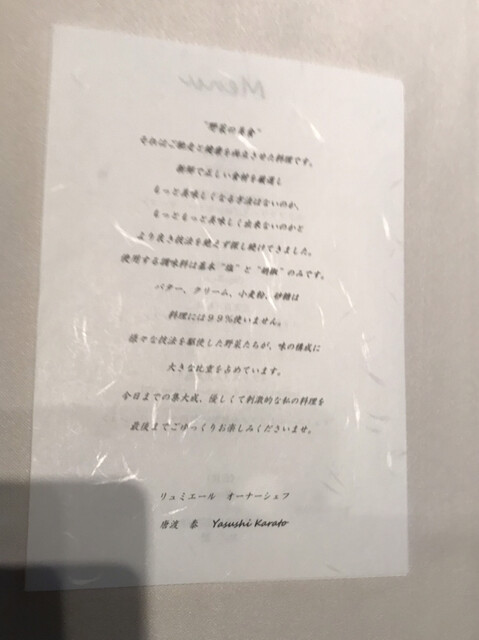 Menu
"野菜の美食"
それはご馳走と健康を両立させた料理です。
新鮮で正しい食材を厳選し
もっと美味しくなる方法はないのか、
もっともっと美味しく出来ないのかと
より良き技法を絶えず探し続けてきました。
使用する調味料は基本"塩"と"胡椒"のみです。
バター、クリーム、小麦粉、砂糖は
料理には99%使いません。
様々な技法を駆使した野菜たちが、味の構成に
大きな比重を占めています。
今日までの集大成、優しくて刺激的な私の料理を
最後までごゆっくりお楽しみくださいませ。
リュミエール オーナーシェフ
唐渡 泰 Yasushi Karato